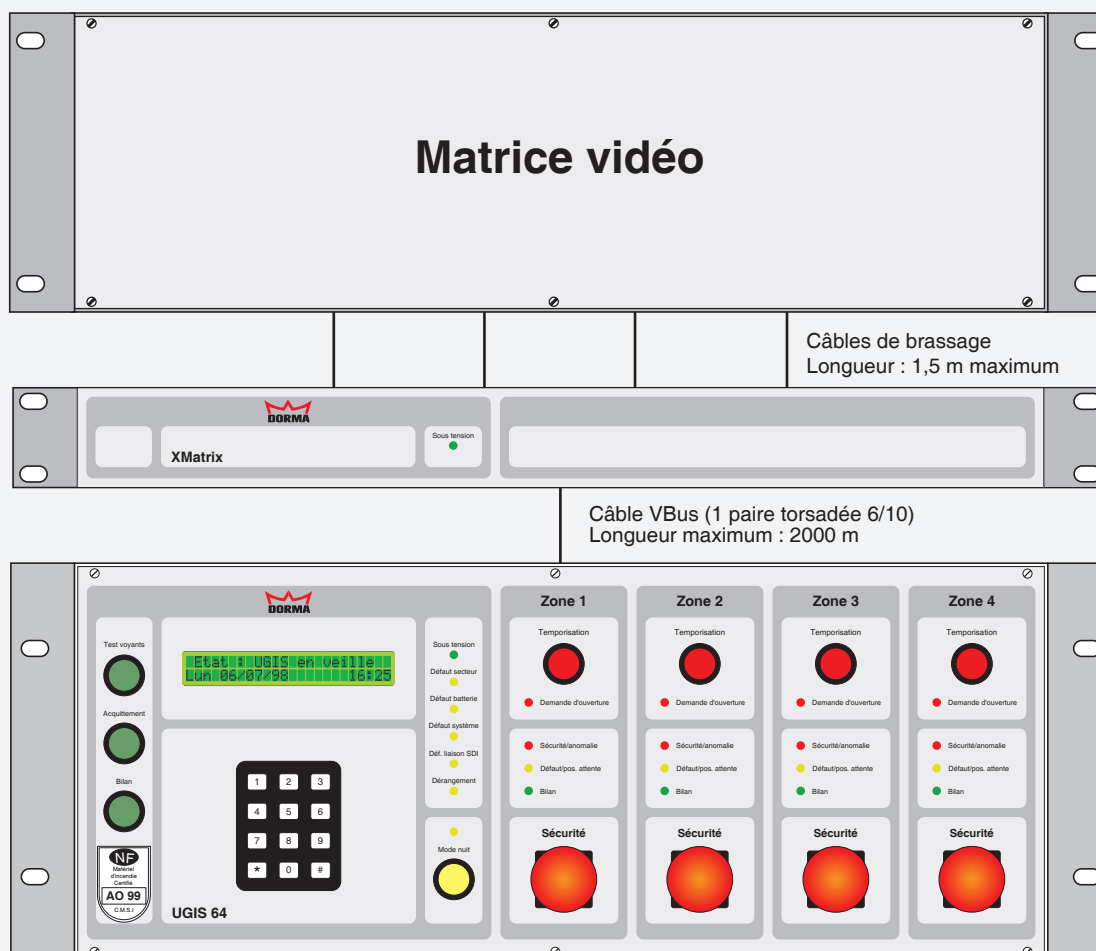 Matrice vidéo
Câbles de brassage
Longueur : 1,5 m maximum
DORMA
XMatrix
Sous tension
Câble VBus (1 paire torsadée 6/10)
Longueur maximum : 2000 m
DORMA
Test voyants
Acquittement
Bilan
NF
Matériel
d'incendie
Certifié
AO 99
C.M.S.I
Etat : UGIS en veille
Lun 06/07/98 16:25
1 2 3
4 5 6
7 8 9
* 0 #
UGIS 64
Sous tension
Défaut secteur
Défaut batterie
Défaut système
Déf. liaison SDI
Dérangement
Mode nuit
Zone 1
Temporisation
Demande d'ouverture
Sécurité/anomalie
Défaut/pos. attente
Bilan
Sécurité
Zone 2
Temporisation
Demande d'ouverture
Sécurité/anomalie
Défaut/pos. attente
Bilan
Sécurité
Zone 3
Temporisation
Demande d'ouverture
Sécurité/anomalie
Défaut/pos. attente
Bilan
Sécurité
Zone 4
Temporisation
Demande d'ouverture
Sécurité/anomalie
Défaut/pos. attente
Bilan
Sécurité